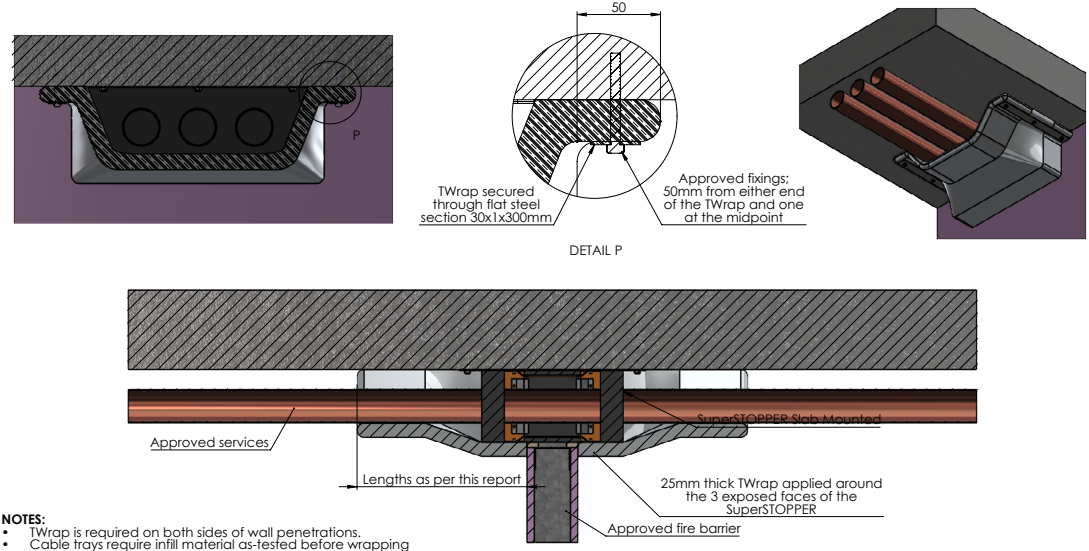 50
P
TWrap secured
through flat steel
section 30x1x300mm
Approved fixings;
50mm from either end
of the TWrap and one
at the midpoint
DETAIL P
SuperSTOPPER Slab Mounted
Approved services
Lengths as per this report
25mm thick TWrap applied around
the 3 exposed faces of the
SuperSTOPPER
Approved fire barrier
NOTES:
• TWrap is required on both sides of wall penetrations.
• Cable trays require infill material as-tested before wrapping